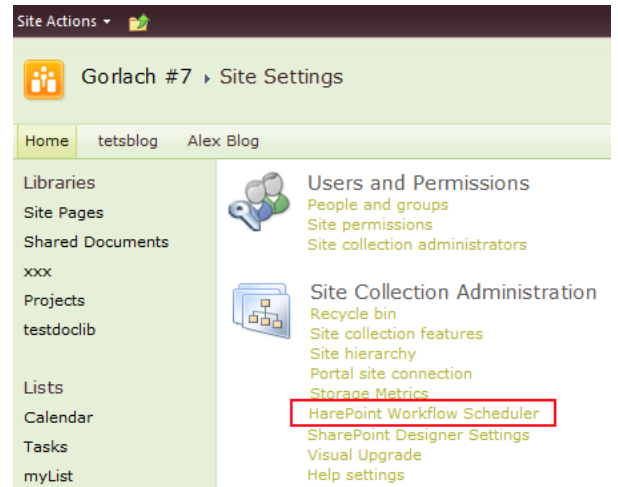 Site Actions
Gorlach #7 › Site Settings
Home tetsblog Alex Blog
Libraries
Site Pages
Shared Documents
xxx
Projects
testdoclib
Lists
Calendar
Tasks
myList
Users and Permissions
People and groups
Site permissions
Site collection administrators
Site Collection Administration
Recycle bin
Site collection features
Site hierarchy
Portal site connection
Storage Metrics
HarePoint Workflow Scheduler
SharePoint Designer Settings
Visual Upgrade
Help settings